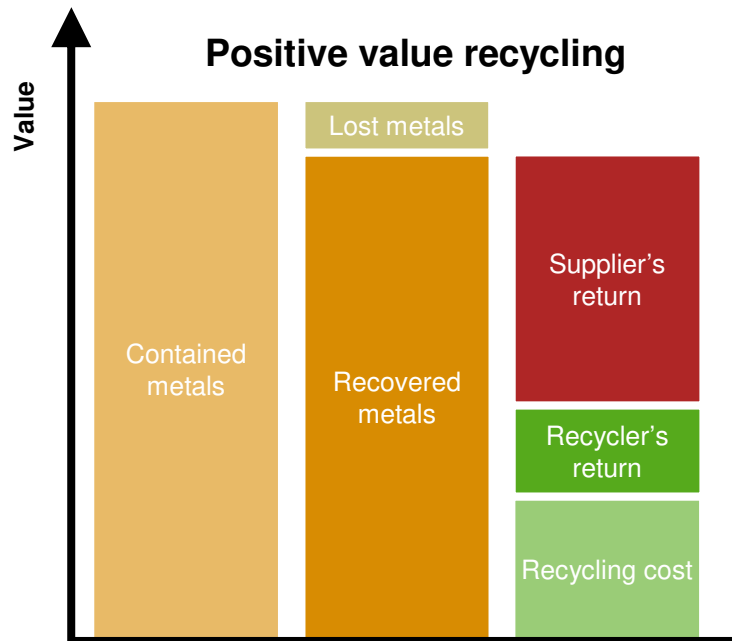 Positive value recycling
Value
Contained
metals
Lost metals
Recovered
metals
Supplier’s
return
Recycler’s
return
Recycling cost